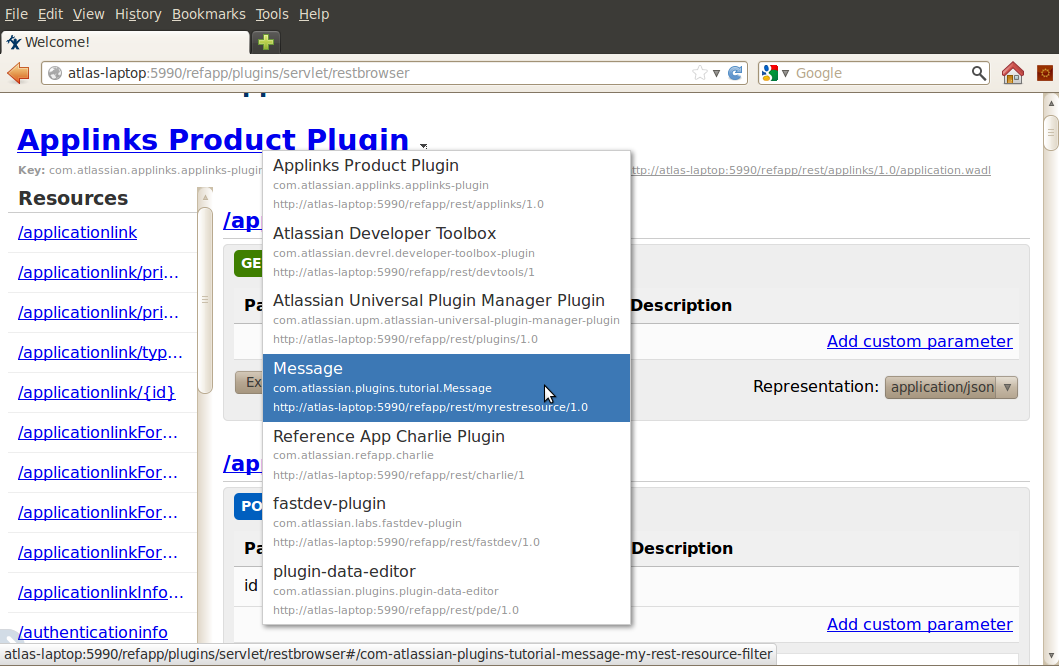 File Edit View History Bookmarks Tools Help
Welcome!
atlas-laptop:5990/refapp/plugins/servlet/restbrowser
Google
Applinks Product Plugin
Key: com.atlassian.applinks.applinks-plugin
ttp://atlas-laptop:5990/refapp/rest/applinks/1.0/application.wadl
Resources
/applicationlink
/applicationlink/pri...
/applicationlink/pri...
/applicationlink/typ...
/applicationlink/{id}
/applicationlinkFor...
/applicationlinkFor...
/applicationlinkFor...
/applicationlinkFor...
/applicationlinkInfo...
/authenticationinfo
Applinks Product Plugin
com.atlassian.applinks.applinks-plugin
http://atlas-laptop:5990/refapp/rest/applinks/1.0
Atlassian Developer Toolbox
com.atlassian.devrel.developer-toolbox-plugin
http://atlas-laptop:5990/refapp/rest/devtools/1
Atlassian Universal Plugin Manager Plugin
com.atlassian.upm.atlassian-universal-plugin-manager-plugin
http://atlas-laptop:5990/refapp/rest/plugins/1.0
Message
com.atlassian.plugins.tutorial.Message
http://atlas-laptop:5990/refapp/rest/myrestresource/1.0
Reference App Charlie Plugin
com.atlassian.refapp.charlie
http://atlas-laptop:5990/refapp/rest/charlie/1
fastdev-plugin
com.atlassian.labs.fastdev-plugin
http://atlas-laptop:5990/refapp/rest/fastdev/1.0
plugin-data-editor
com.atlassian.plugins.plugin-data-editor
http://atlas-laptop:5990/refapp/rest/pde/1.0
/ap
GE
Pa
Description
Add custom parameter
Ex
Representation: application/json
/ap
PO
Pa
Description
id
Add custom parameter
atlas-laptop:5990/refapp/plugins/servlet/restbrowser#/com-atlassian-plugins-tutorial-message-my-rest-resource-filter